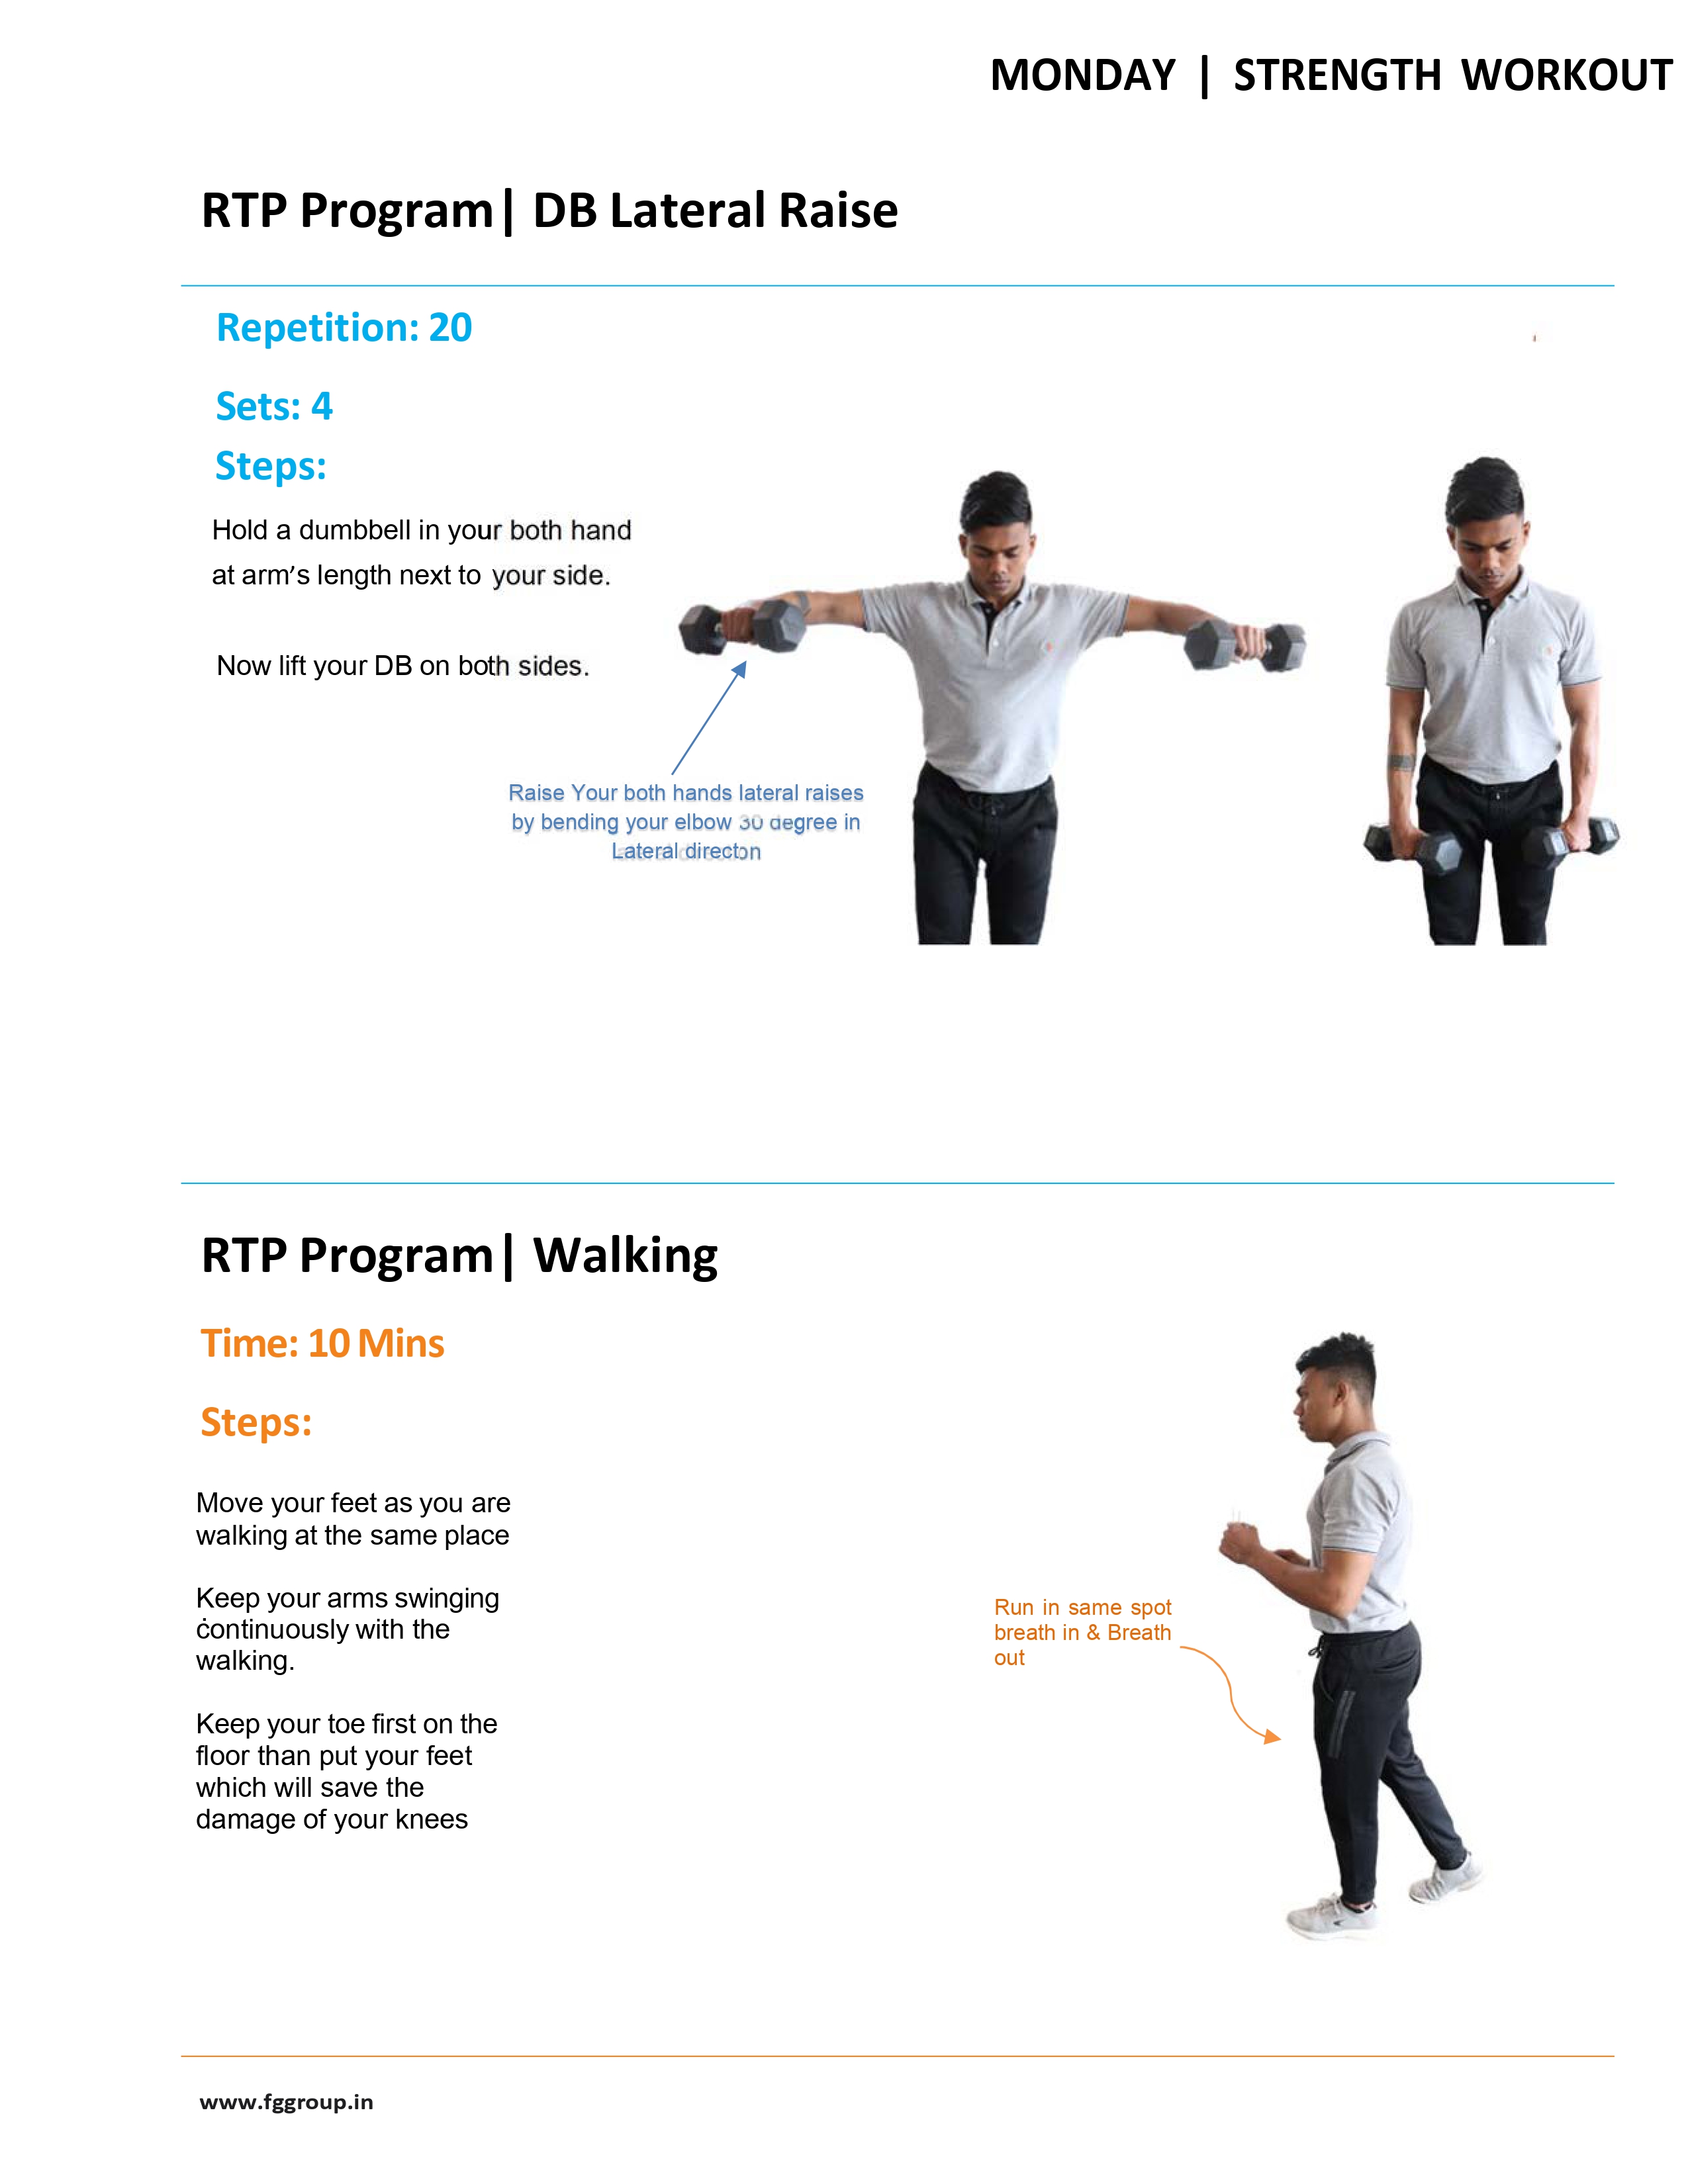 MONDAY | STRENGTH WORKOUT
RTP Program| DB Lateral Raise
Repetition: 20
Sets: 4
Steps:
Hold a dumbbell in your both hand
at arm's length next to your side.
Now lift your DB on both sides.
Raise Your both hands lateral raises
by bending your elbow 30 degree in
Lateral directon
RTP Program| Walking
Time: 10 Mins
Steps:
Move your feet as you are
walking at the same place
Keep your arms swinging
continuously with the
walking.
Keep your toe first on the
floor than put your feet
which will save the
damage of your knees
Run in same spot
breath in & Breath
out
www.fggroup.in